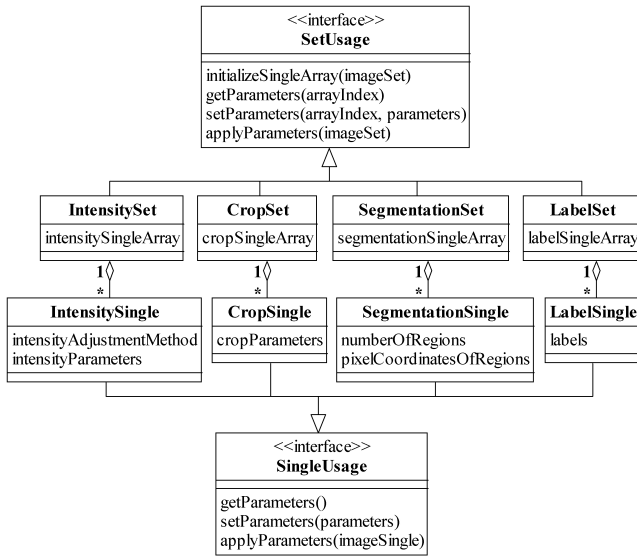 <<interface>>
SetUsage
initializeSingleArray(imageSet)
getParameters(arrayIndex)
setParameters(arrayIndex, parameters)
applyParameters(imageSet)
IntensitySet
intensitySingleArray
CropSet
cropSingleArray
SegmentationSet
segmentationSingleArray
LabelSet
labelSingleArray
1
*
1
*
1
*
1
*
IntensitySingle
intensityAdjustmentMethod
intensityParameters
CropSingle
cropParameters
SegmentationSingle
numberOfRegions
pixelCoordinatesOfRegions
LabelSingle
labels
<<interface>>
SingleUsage
getParameters()
setParameters(parameters)
applyParameters(imageSingle)